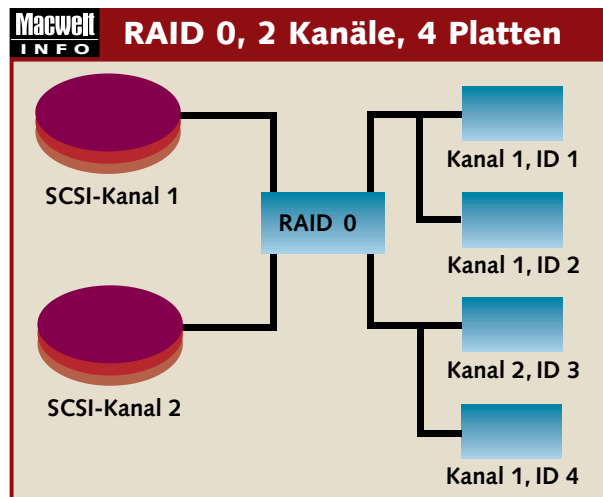 Macwelt
INFO
RAID 0, 2 Kanäle, 4 Platten
SCSI-Kanal 1
SCSI-Kanal 2
RAID 0
Kanal 1, ID 1
Kanal 1, ID 2
Kanal 2, ID 3
Kanal 1, ID 4